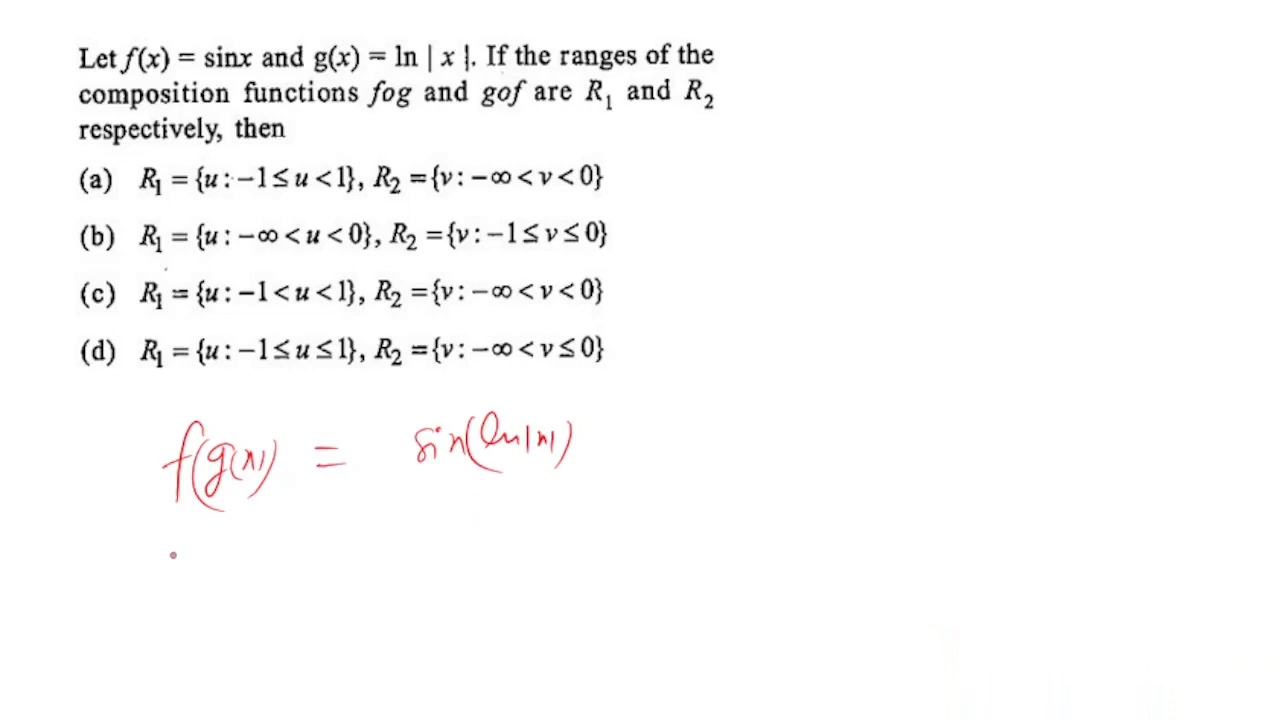 Let f(x) = sinx and g(x) = ln | x |. If the ranges of the
composition functions fog and gof are R₁ and R₂
respectively, then
(a) R₁ = {u : −1 ≤ u < 1}, R₂ = {v : −∞ < v < 0}
(b) R₁ = {u : −∞ < u < 0}, R₂ = {v : −1 ≤ v ≤ 0}
(c) R₁ = {u : −1 < u < 1}, R₂ = {v : −∞ < v < 0}
(d) R₁ = {u : −1 ≤ u ≤ 1}, R₂ = {v : −∞ < v ≤ 0}
f(g(x)) = sin(ln|x|)